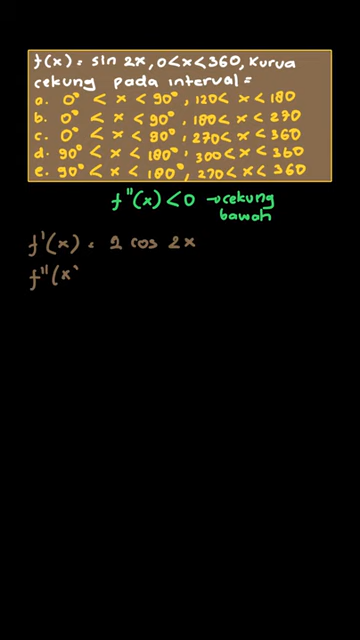 f(x) = sin 2x, 0 < x < 360, kurva
cekung pada interval =
a. 0° < x < 90°, 120 < x < 180
b. 0° < x < 90°, 180 < x < 270
c. 0° < x < 80°, 270 < x < 360
d. 90° < x < 180°, 300 < x < 360
e. 90° < x < 180°, 270 < x < 360
f"(x) < 0 → cekung
bawah
f'(x) = 2 cos 2x
f"(x)